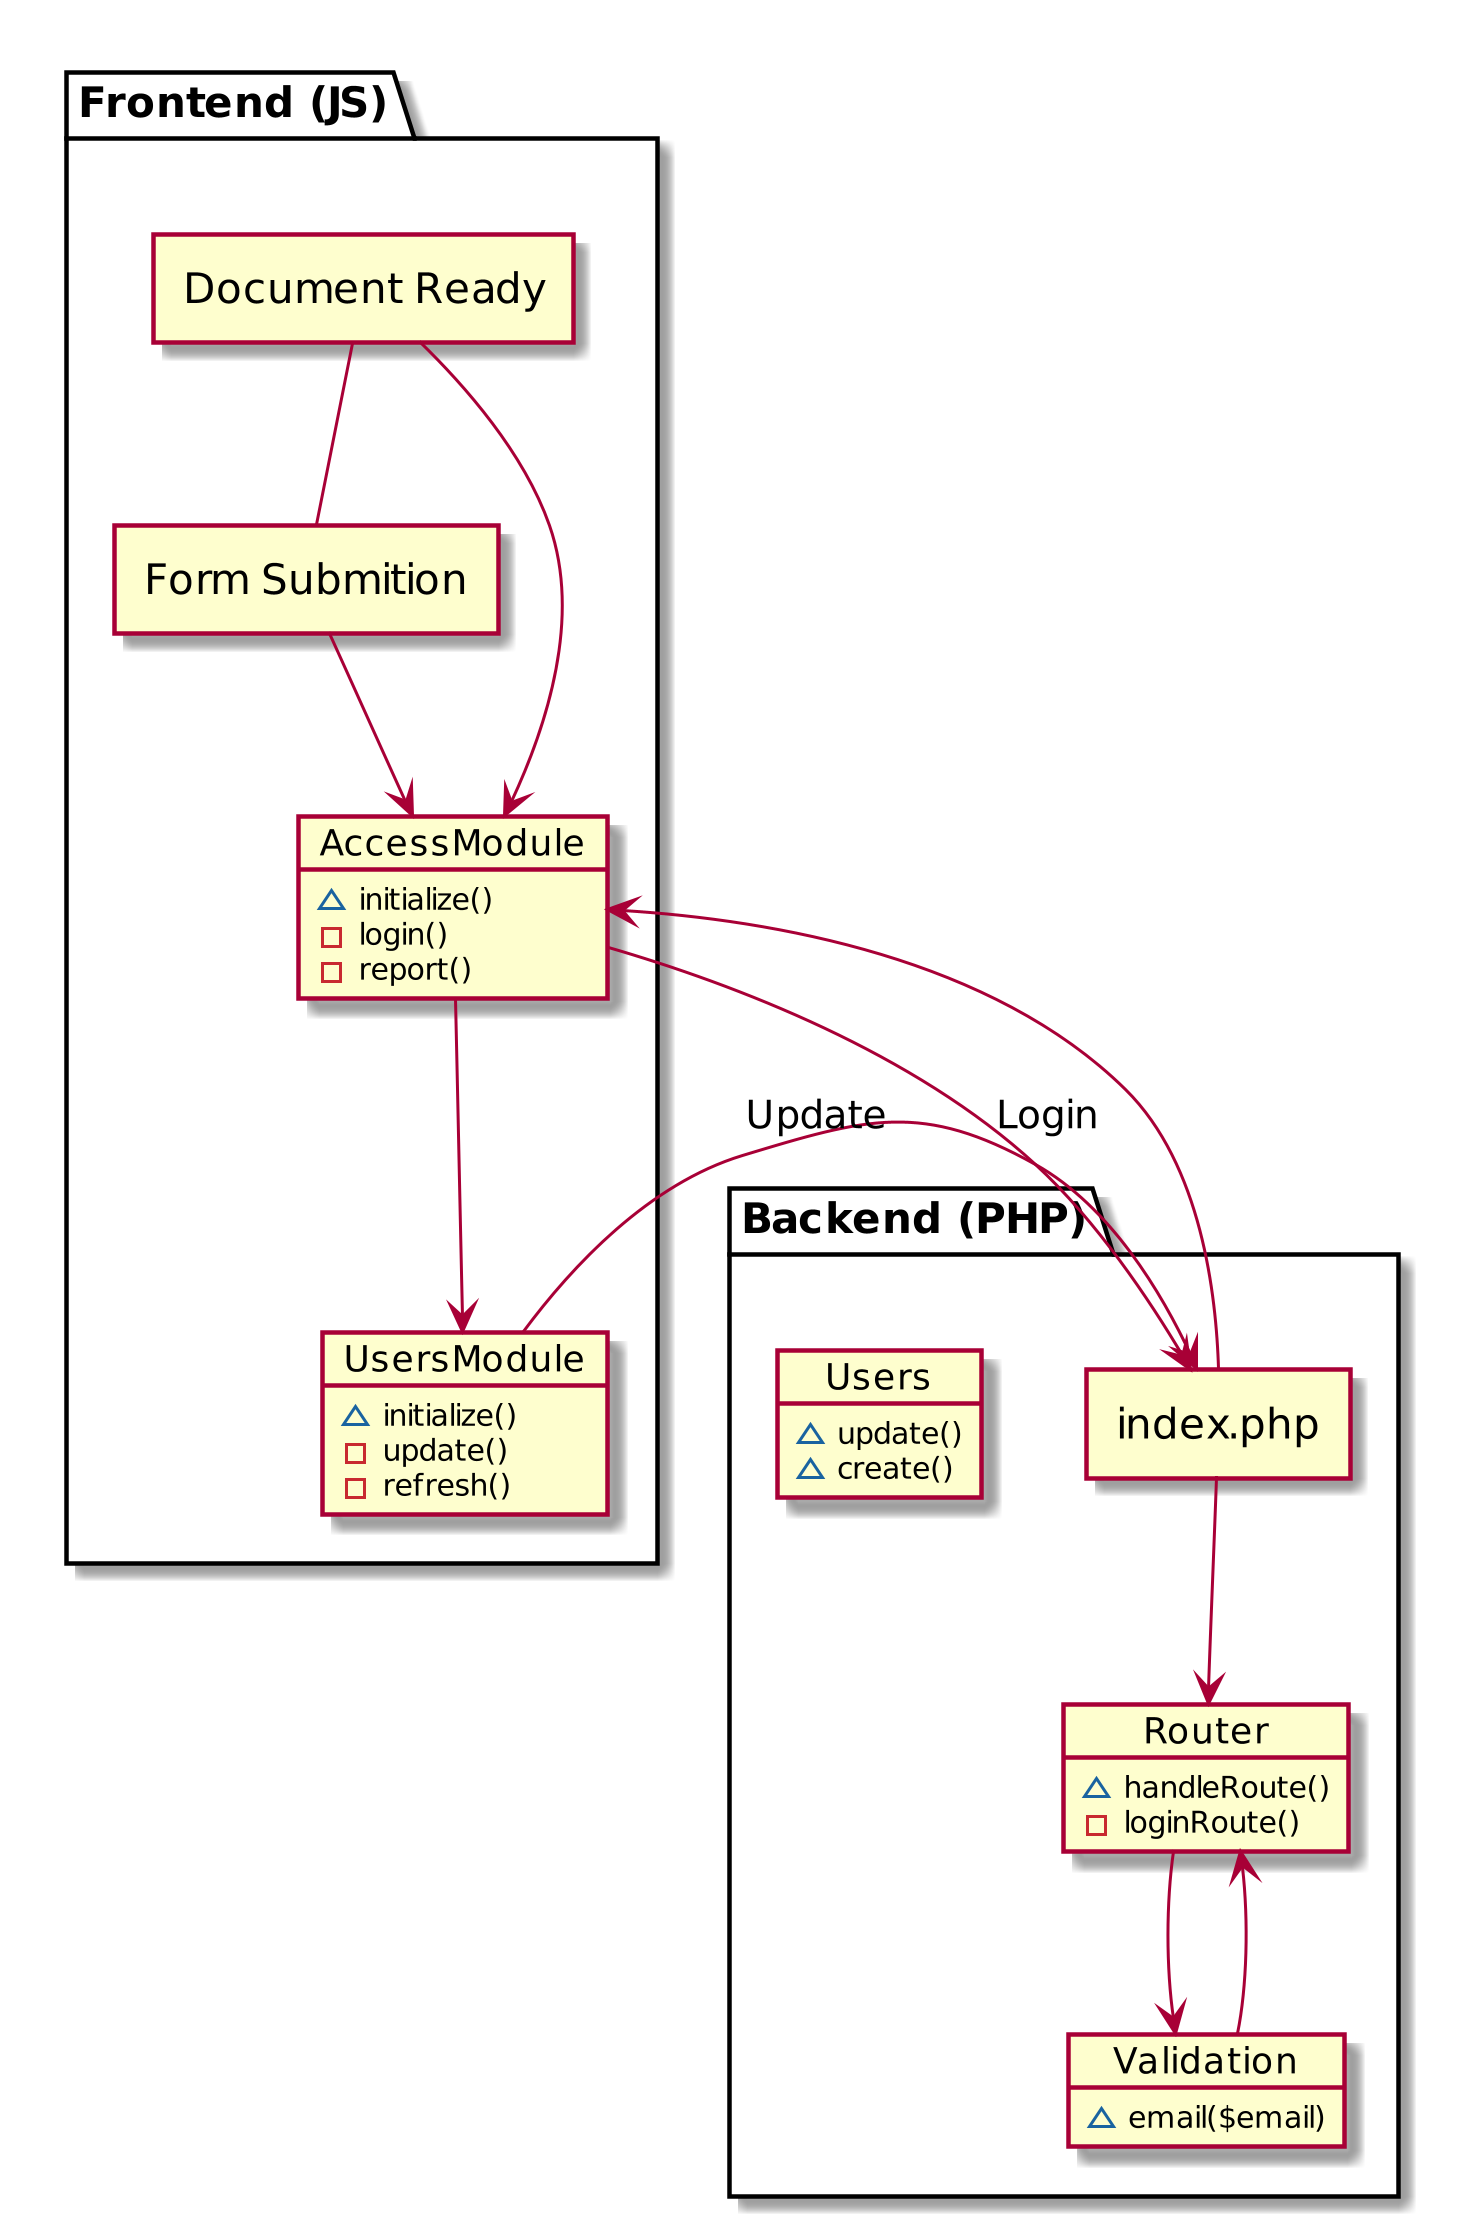 Frontend (JS)
Document Ready
Form Submition
AccessModule
initialize()
login()
report()
Update
Login
Backend (PHP)
UsersModule
initialize()
update()
refresh()
Users
update()
create()
index.php
Router
handleRoute()
loginRoute()
Validation
email($email)